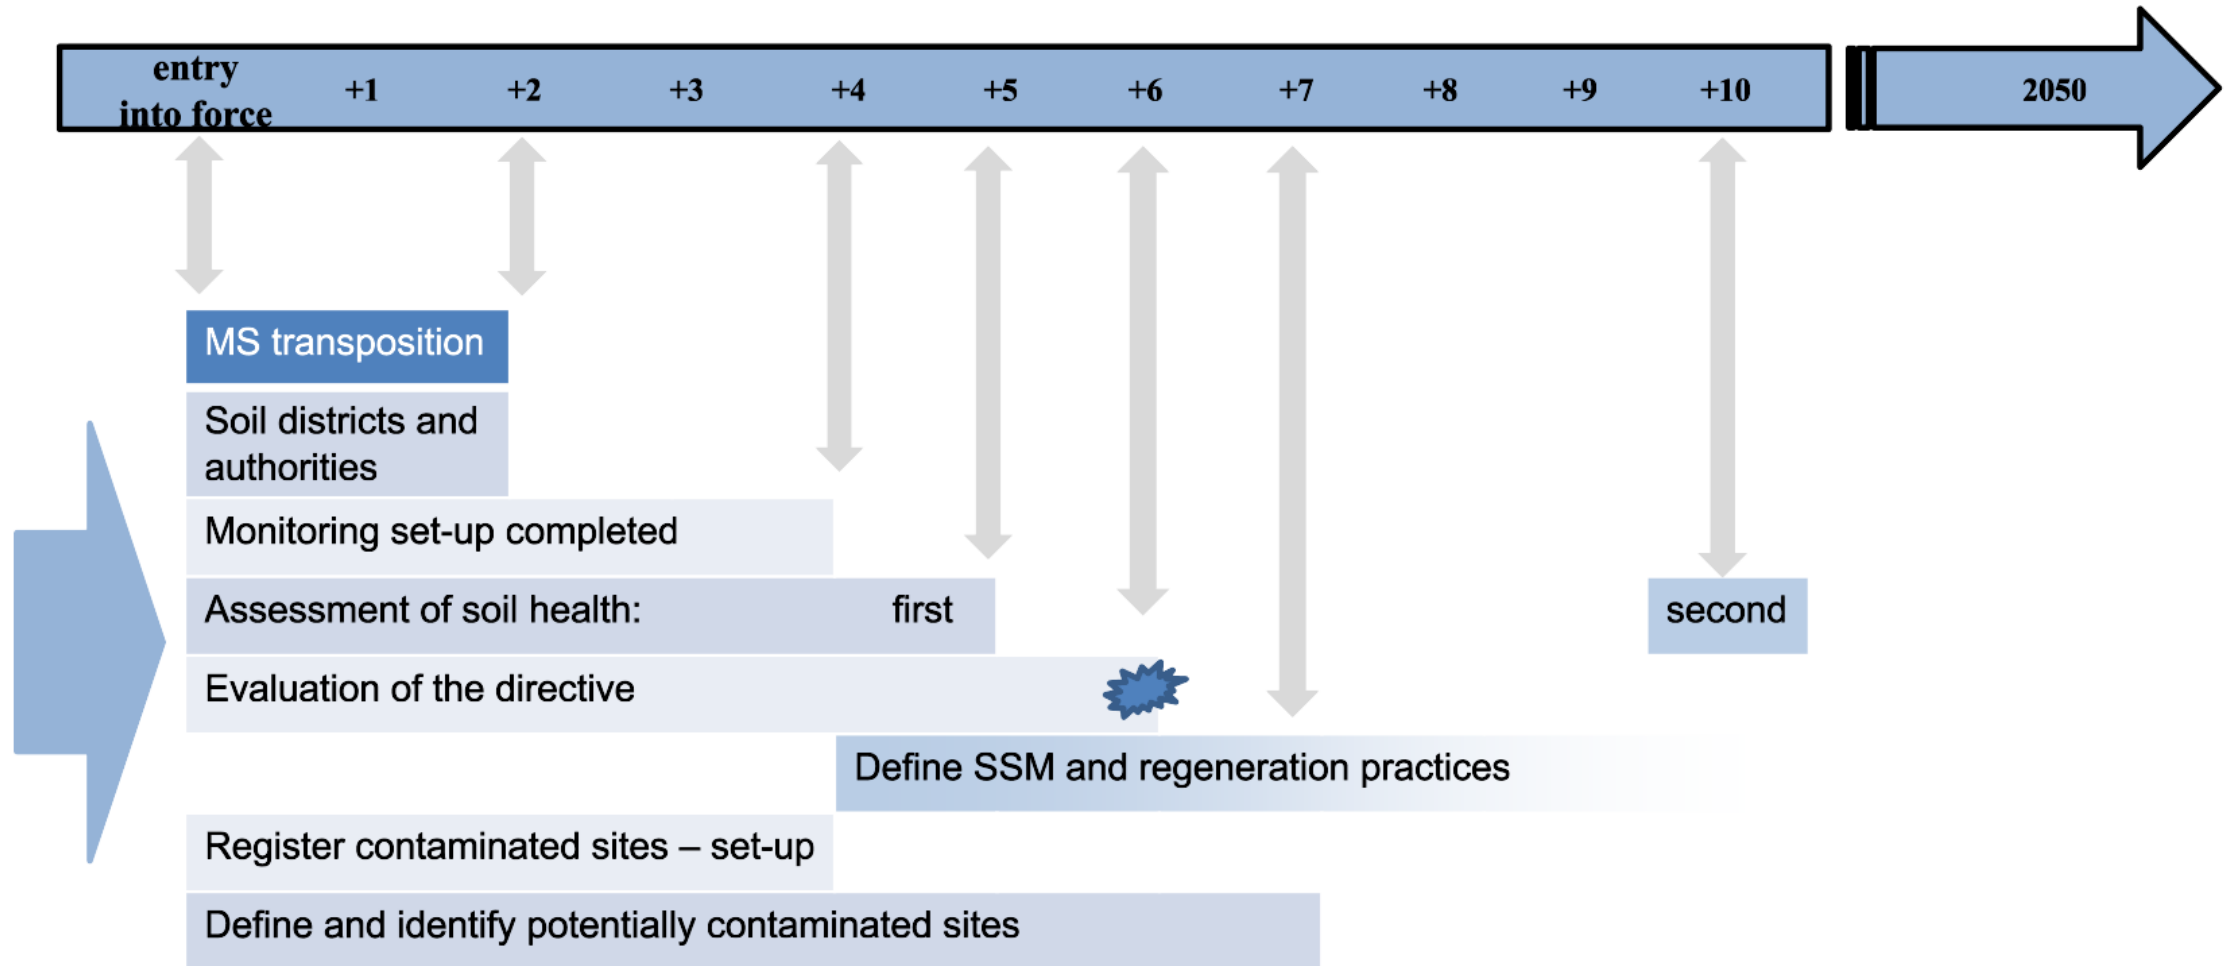 entry
into force
+1
+2
+3
+4
+5
+6
+7
+8
+9
+10
2050
MS transposition
Soil districts and
authorities
Monitoring set-up completed
Assessment of soil health: first
second
Evaluation of the directive
Define SSM and regeneration practices
Register contaminated sites – set-up
Define and identify potentially contaminated sites